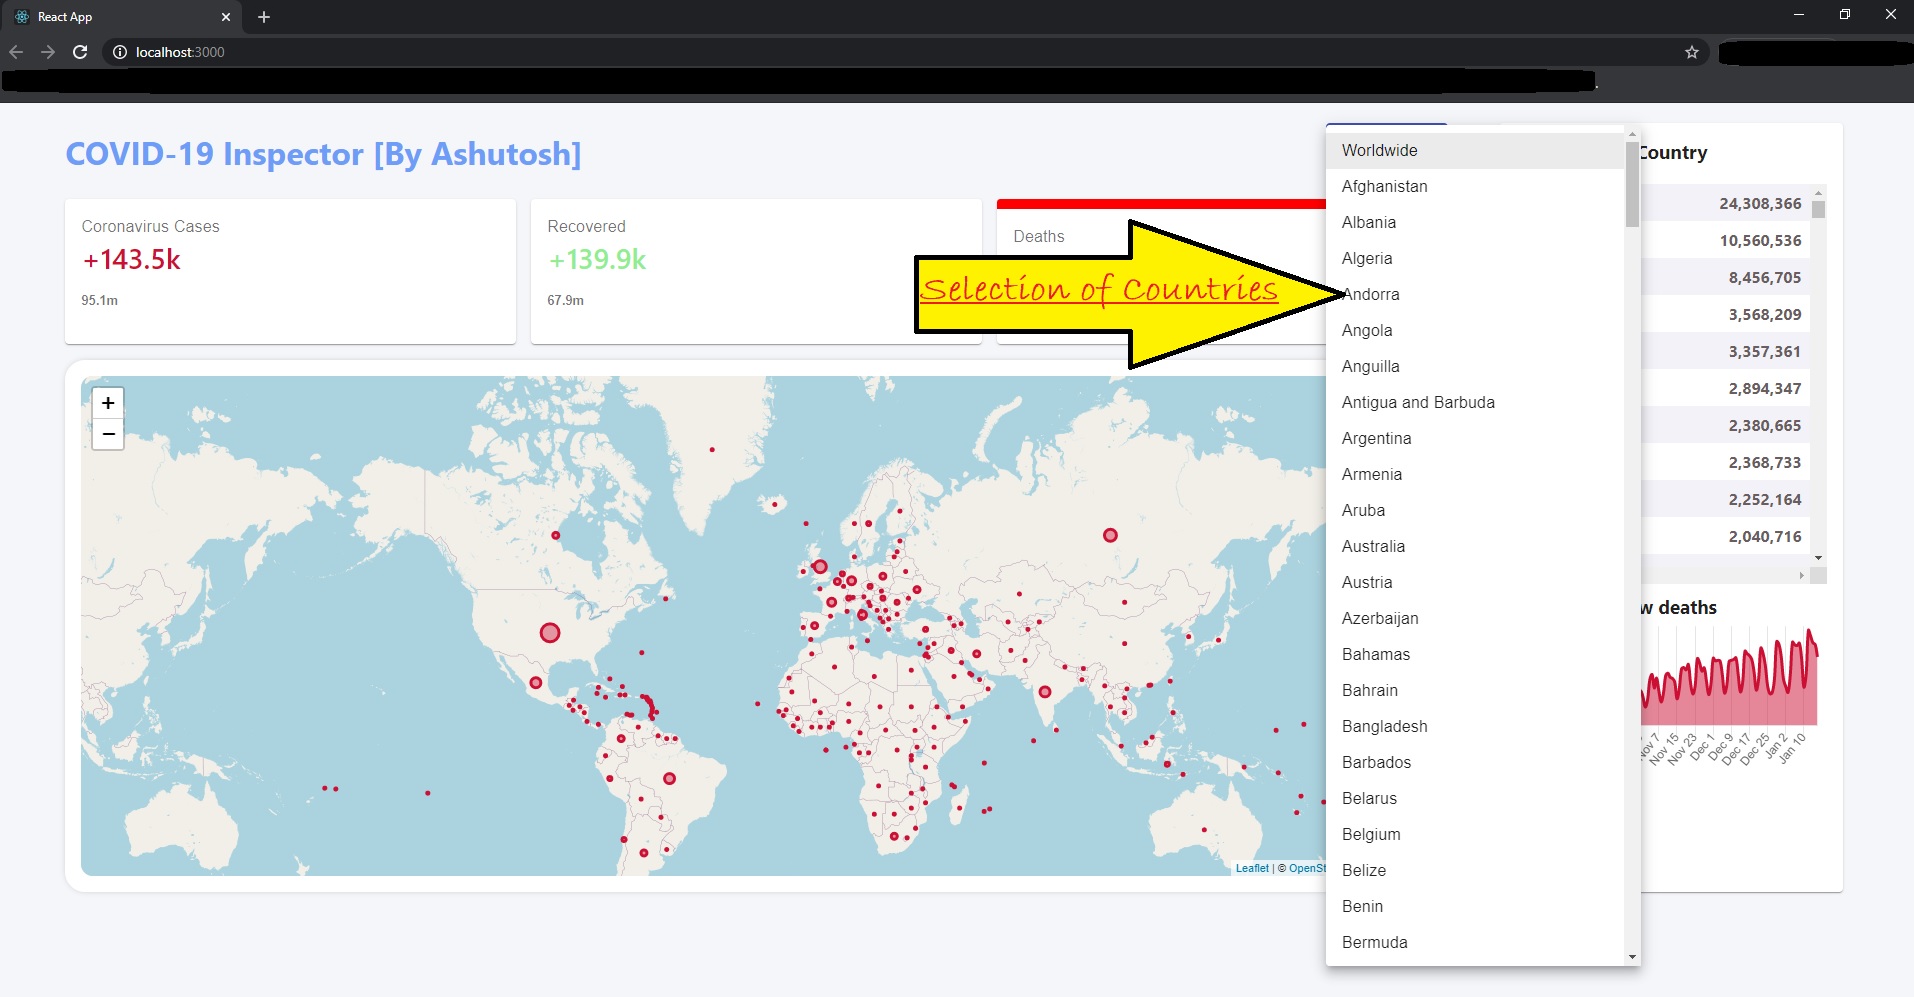 React App
localhost:3000
COVID-19 Inspector [By Ashutosh]
Coronavirus Cases
+143.5k
95.1m
Recovered
+139.9k
67.9m
Deaths
Selection of Countries
+
−
Leaflet | © OpenSt
Worldwide
Afghanistan
Albania
Algeria
Andorra
Angola
Anguilla
Antigua and Barbuda
Argentina
Armenia
Aruba
Australia
Austria
Azerbaijan
Bahamas
Bahrain
Bangladesh
Barbados
Belarus
Belgium
Belize
Benin
Bermuda
Country
24,308,366
10,560,536
8,456,705
3,568,209
3,357,361
2,894,347
2,380,665
2,368,733
2,252,164
2,040,716
w deaths
Nov 7
Nov 15
Nov 23
Dec 1
Dec 9
Dec 17
Dec 25
Jan 2
Jan 10